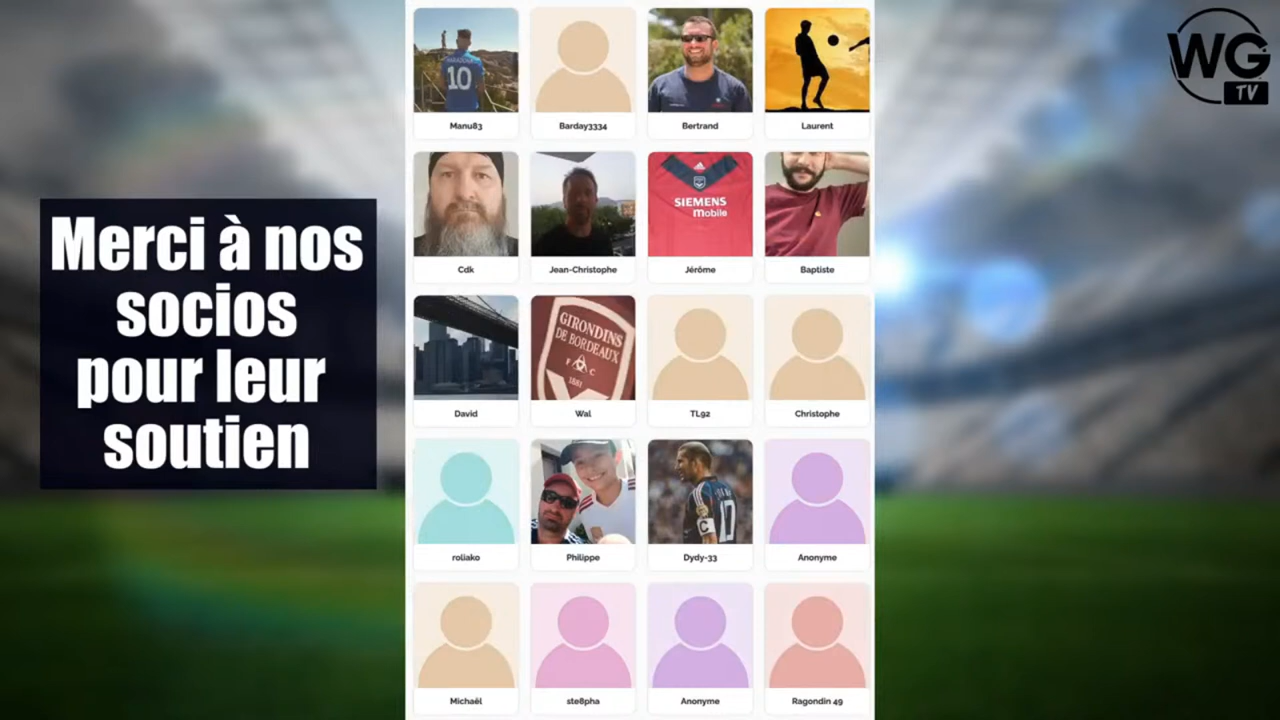 WG
TV
Merci à nos
socios
pour leur
soutien
10
Manu83
Barday3334
Bertrand
Laurent
SIEMENS
mobile
Cdk
Jean-Christophe
Jérôme
Baptiste
GIRONDINS
DE BORDEAUX
F C
1881
David
Wal
TL92
Christophe
C
roliako
Philippe
Dydy-33
Anonyme
Michaël
ste8pha
Anonyme
Ragondin 49